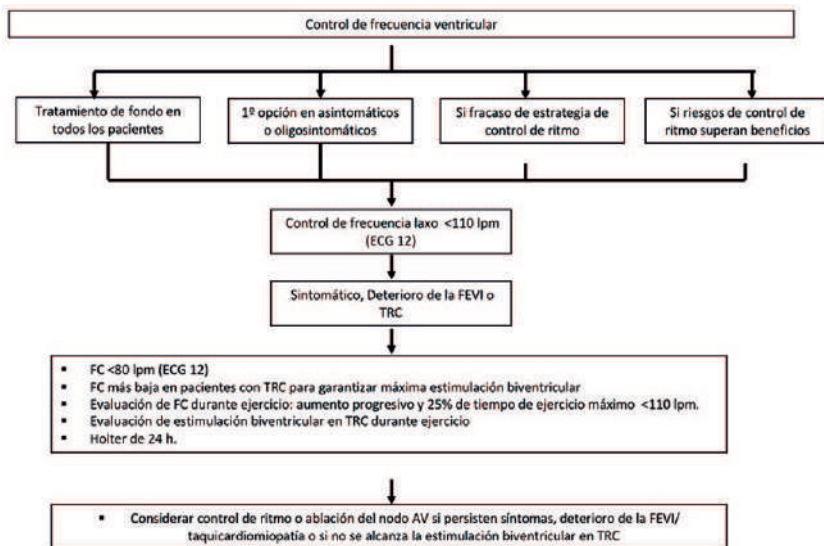 Control de frecuencia ventricular
Tratamiento de fondo en
todos los pacientes
1º opción en asintomáticos
o oligosintomáticos
Si fracaso de estrategia de
control de ritmo
Si riesgos de control de
ritmo superan beneficios
Control de frecuencia laxo <110 lpm
(ECG 12)
Sintomático, Deterioro de la FEVI o
TRC
▪ FC <80 lpm (ECG 12)
▪ FC más baja en pacientes con TRC para garantizar máxima estimulación biventricular
▪ Evaluación de FC durante ejercicio: aumento progresivo y 25% de tiempo de ejercicio máximo <110 lpm.
▪ Evaluación de estimulación biventricular en TRC durante ejercicio
▪ Holter de 24 h.
▪ Considerar control de ritmo o ablación del nodo AV si persisten síntomas, deterioro de la FEVI/
taquicardiomiopatía o si no se alcanza la estimulación biventricular en TRC